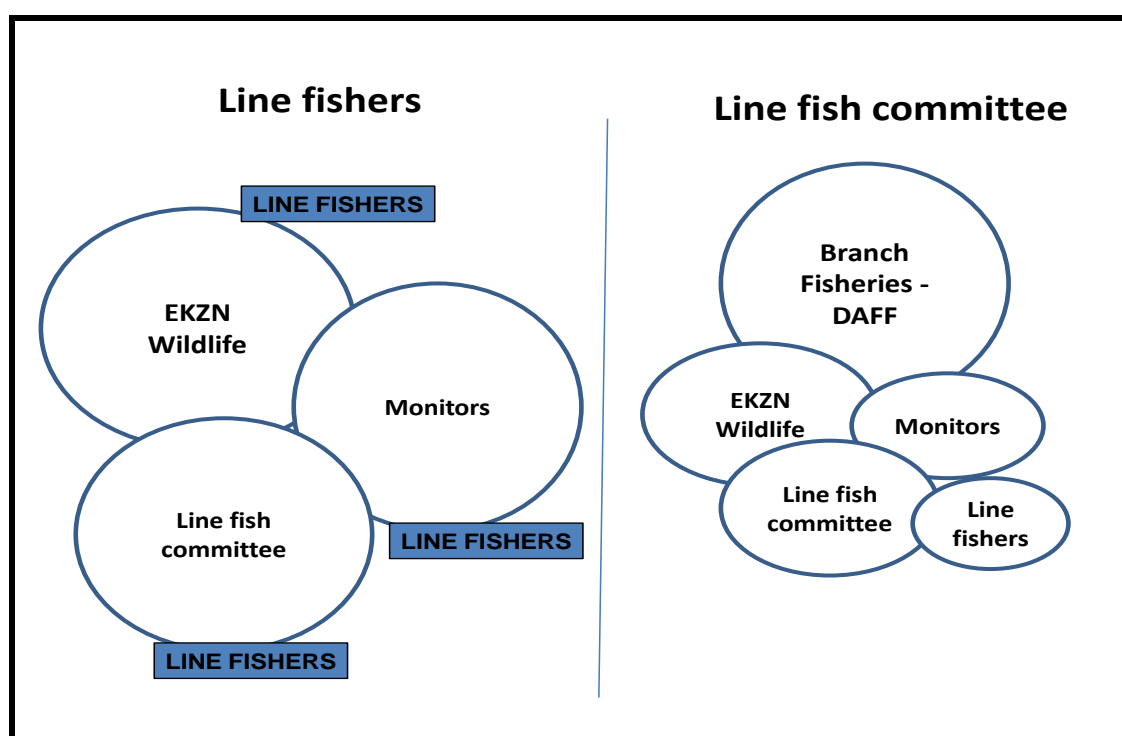 Line fishers
LINE FISHERS
EKZN
Wildlife
Monitors
Line fish
committee
LINE FISHERS
LINE FISHERS
Line fish committee
Branch
Fisheries -
DAFF
EKZN
Wildlife
Monitors
Line fish
committee
Line
fishers